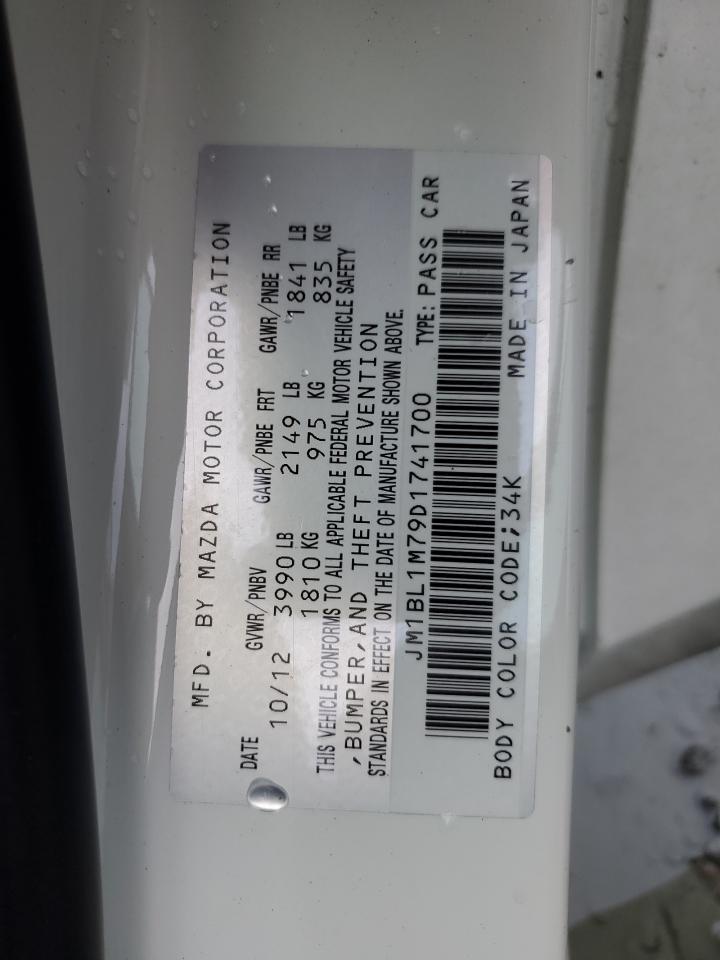 MFD. BY MAZDA MOTOR CORPORATION
DATE GVWR/PNBV GAWR/PNBE FRT GAWR/PNBE RR
10/12 3990 LB 2149 LB 1841 LB
1810 KG 975 KG 835 KG
THIS VEHICLE CONFORMS TO ALL APPLICABLE FEDERAL MOTOR VEHICLE SAFETY
,BUMPER,AND THEFT PREVENTION
STANDARDS IN EFFECT ON THE DATE OF MANUFACTURE SHOWN ABOVE.
JM1BL1M79D1741700 TYPE: PASS CAR
BODY COLOR CODE;34K MADE IN JAPAN